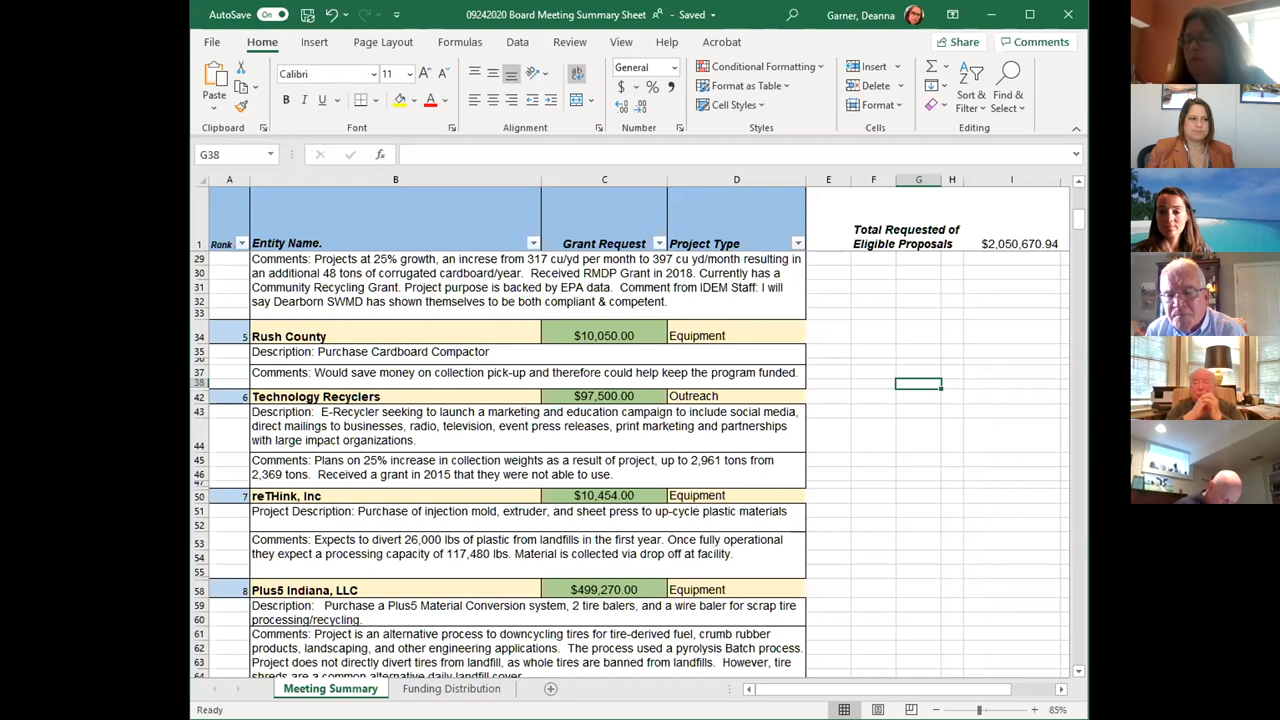 AutoSave On
09242020 Board Meeting Summary Sheet - Saved
Garner, Deanna
File Home Insert Page Layout Formulas Data Review View Help Acrobat
Share Comments
Paste
Calibri 11
General
Conditional Formatting
Format as Table
Cell Styles
Insert
Delete
Format
Sort & Filter
Find & Select
Clipboard Font Alignment Number Styles Cells Editing
G38
A B C D E F G H I
1 Rank Entity Name. Grant Request Project Type
Total Requested of
Eligible Proposals $2,050,670.94
29 Comments: Projects at 25% growth, an increse from 317 cu/yd per month to 397 cu yd/month resulting in
30 an additional 48 tons of corrugated cardboard/year. Received RMDP Grant in 2018. Currently has a
31 Community Recycling Grant. Project purpose is backed by EPA data. Comment from IDEM Staff: I will
32 say Dearborn SWMD has shown themselves to be both compliant & competent.
33
34 5 Rush County $10,050.00 Equipment
35 Description: Purchase Cardboard Compactor
36
37 Comments: Would save money on collection pick-up and therefore could help keep the program funded.
38
42 6 Technology Recyclers $97,500.00 Outreach
43 Description: E-Recycler seeking to launch a marketing and education campaign to include social media,
direct mailings to businesses, radio, television, event press releases, print marketing and partnerships
44 with large impact organizations.
45 Comments: Plans on 25% increase in collection weights as a result of project, up to 2,961 tons from
46 2,369 tons. Received a grant in 2015 that they were not able to use.
47
50 7 reTHink, Inc $10,454.00 Equipment
51 Project Description: Purchase of injection mold, extruder, and sheet press to up-cycle plastic materials
52
53 Comments: Expects to divert 26,000 lbs of plastic from landfills in the first year. Once fully operational
54 they expect a processing capacity of 117,480 lbs. Material is collected via drop off at facility.
55
58 8 Plus5 Indiana, LLC $499,270.00 Equipment
59 Description: Purchase a Plus5 Material Conversion system, 2 tire balers, and a wire baler for scrap tire
60 processing/recycling.
61 Comments: Project is an alternative process to downcycling tires for tire-derived fuel, crumb rubber
62 products, landscaping, and other engineering applications. The process used a pyrolysis Batch process.
63 Project does not directly divert tires from landfill, as whole tires are banned from landfills. However, tire
64 shreds are a common alternative daily landfill cover.
Meeting Summary Funding Distribution
Ready 85%